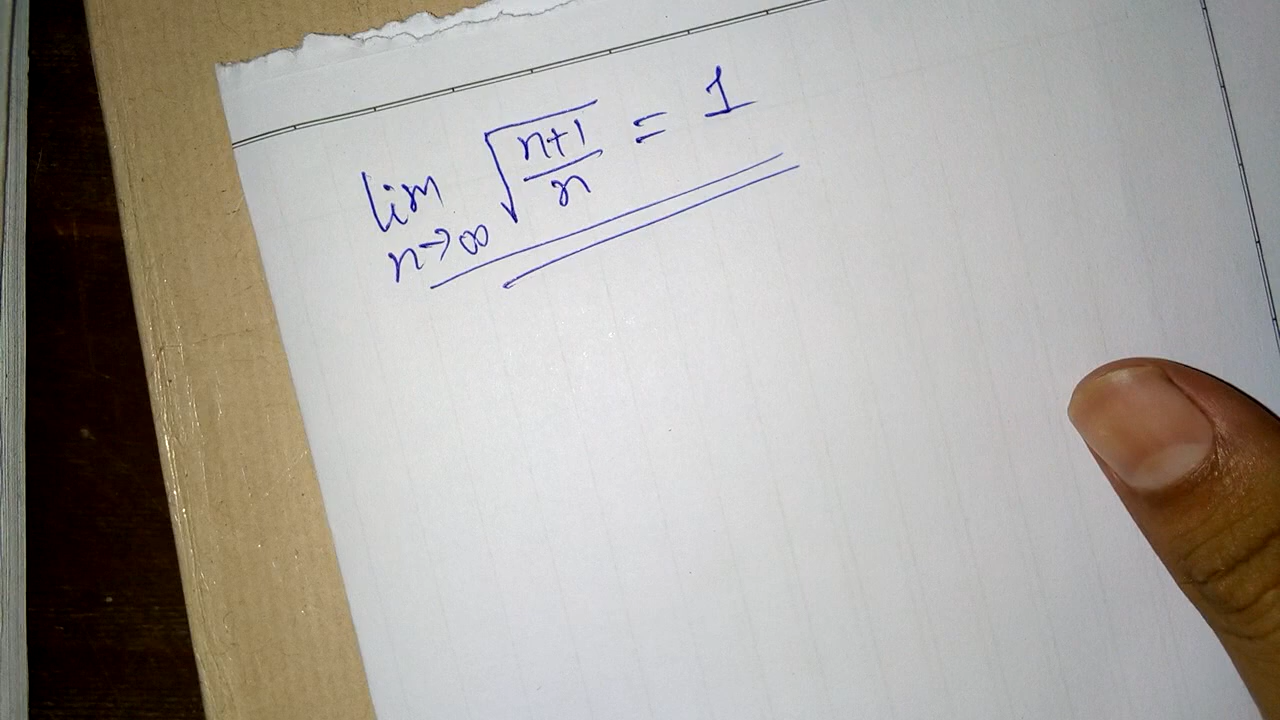 lim √((n+1)/n) = 1
n→∞